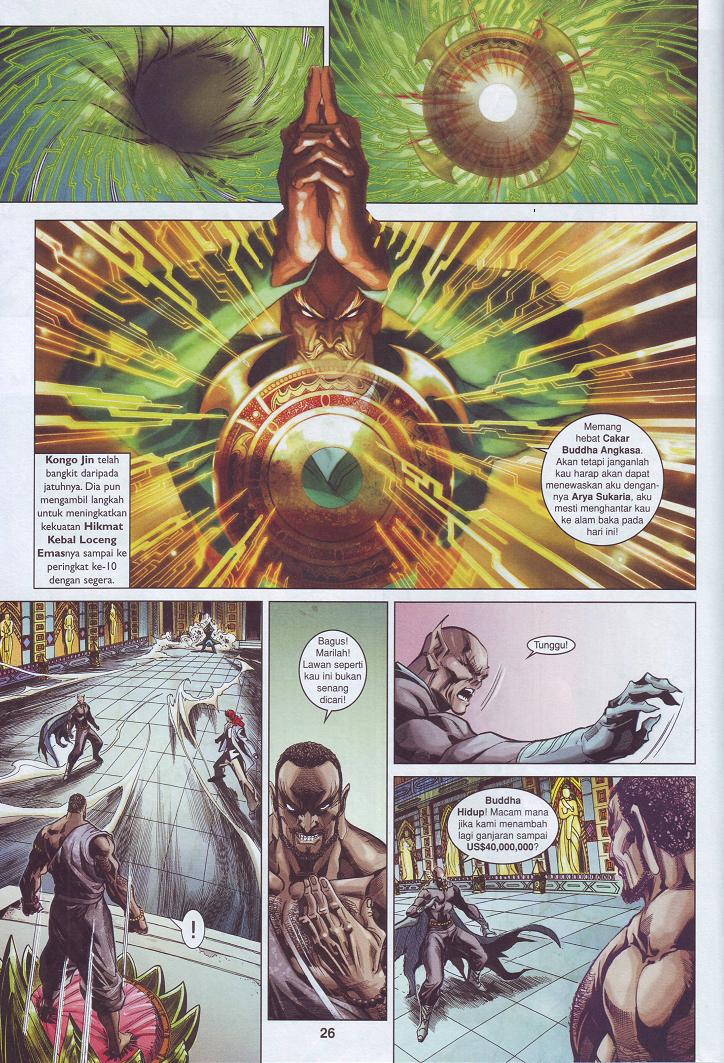 Kongo Jin telah
bangkit daripada
jatuhnya. Dia pun
mengambil langkah
untuk meningkatkan
kekuatan Hikmat
Kebal Loceng
Emasnya sampai ke
peringkat ke-10
dengan segera.
Memang
hebat Cakar
Buddha Angkasa.
Akan tetapi janganlah
kau harap akan dapat
menewaskan aku dengan-
nya Arya Sukaria, aku
mesti menghantar kau
ke alam baka pada
hari ini!
!
Bagus!
Marilah!
Lawan seperti
kau ini bukan
senang
dicari!
Tunggu!
Buddha
Hidup! Macam mana
jika kami menambah
lagi ganjaran sampai
US$40,000,000?
26